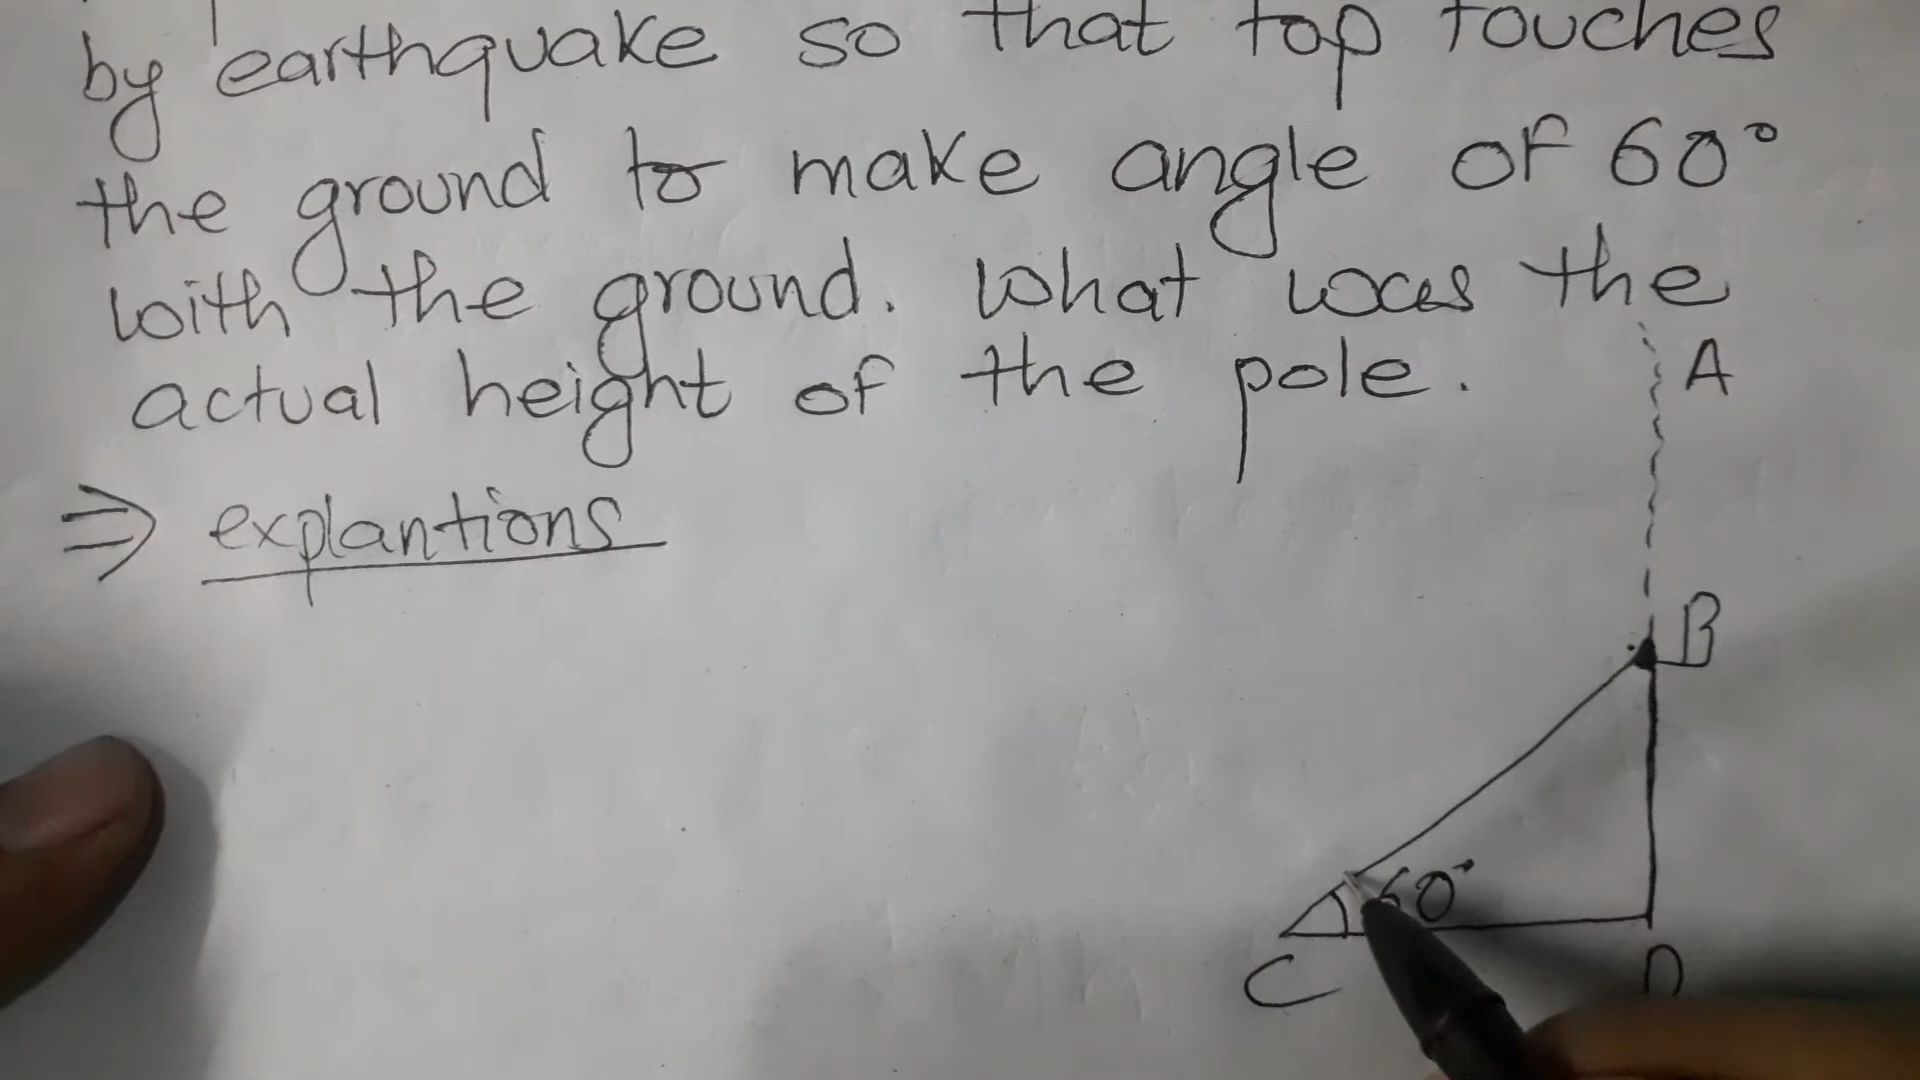 by earthquake so that top touches
the ground to make angle of 60°
with the ground. What was the
actual height of the pole.
A
⇒ explantions
B
60°
C